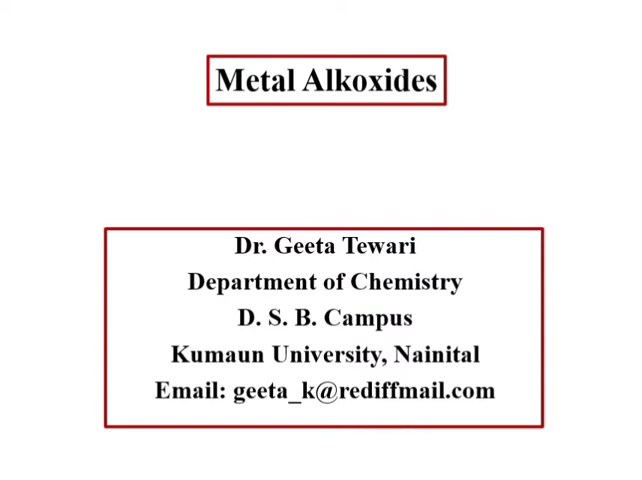 Metal Alkoxides
Dr. Geeta Tewari
Department of Chemistry
D. S. B. Campus
Kumaun University, Nainital
Email: geeta_k@rediffmail.com